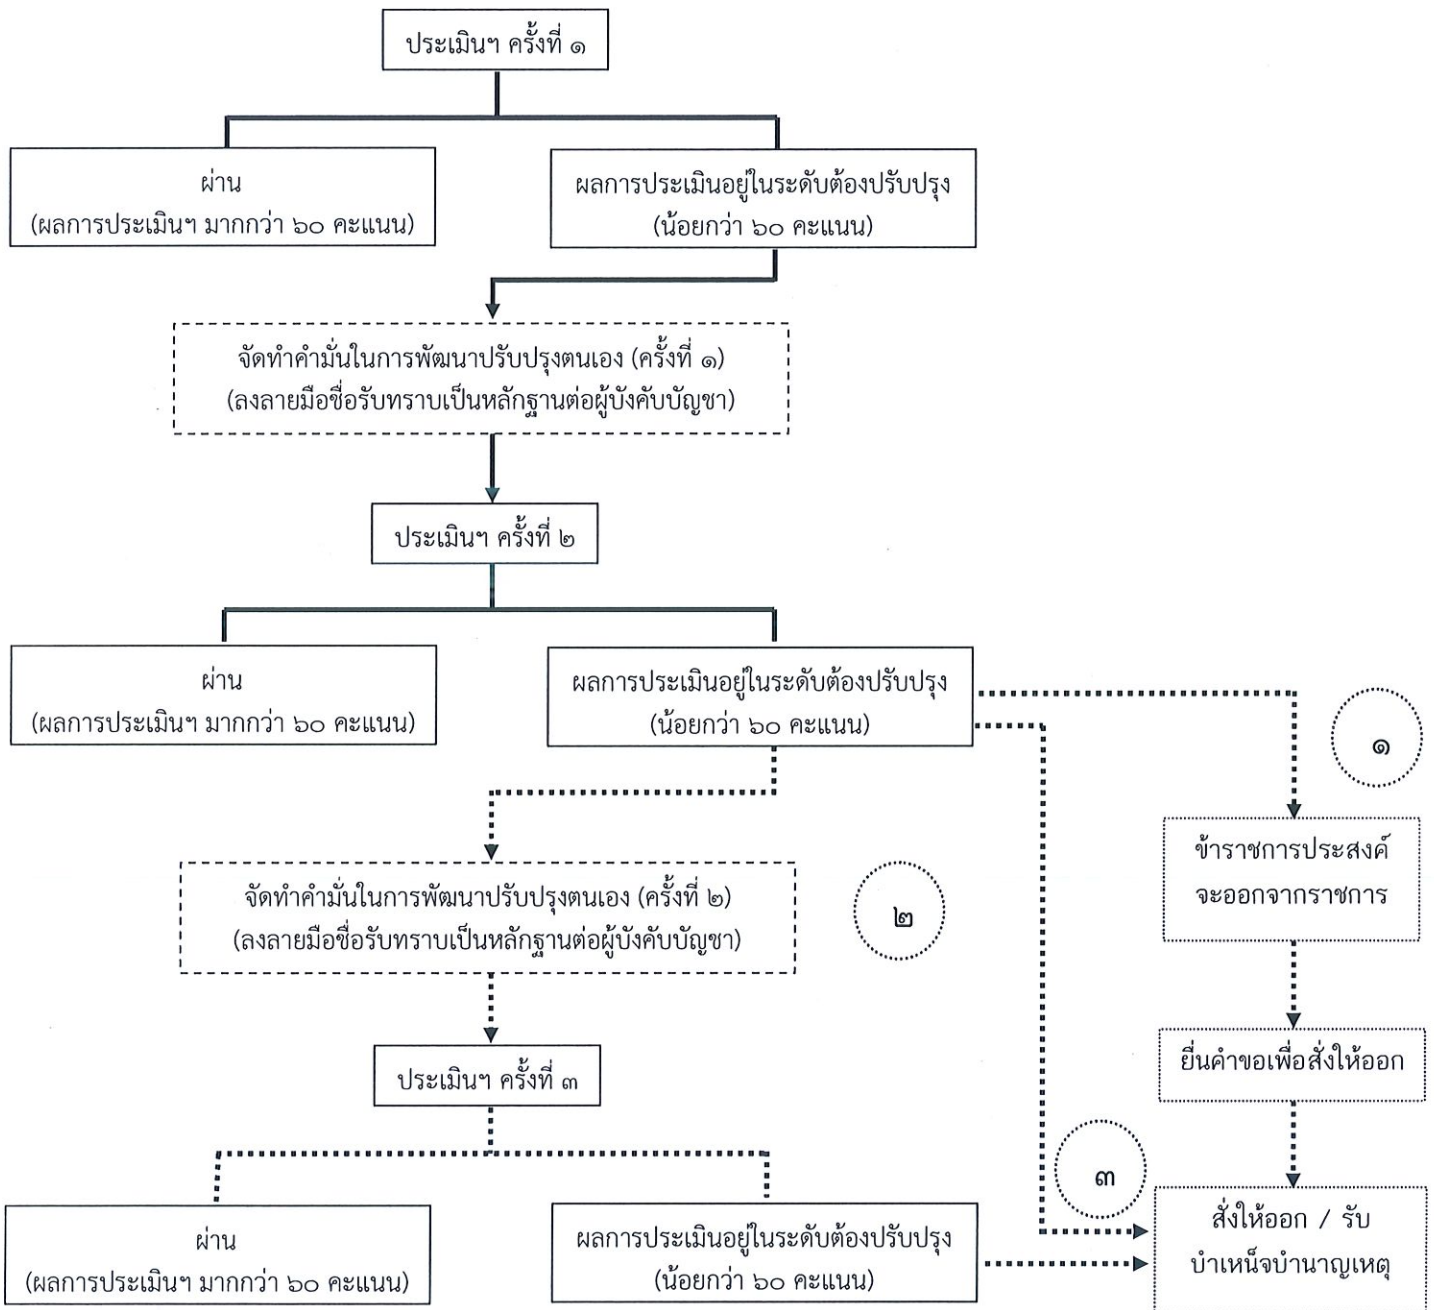 ประเมินฯ ครั้งที่ ๑
ผ่าน
(ผลการประเมินฯ มากกว่า ๖๐ คะแนน)
ผลการประเมินอยู่ในระดับต้องปรับปรุง
(น้อยกว่า ๖๐ คะแนน)
จัดทำคำมั่นในการพัฒนาปรับปรุงตนเอง (ครั้งที่ ๑)
(ลงลายมือชื่อรับทราบเป็นหลักฐานต่อผู้บังคับบัญชา)
ประเมินฯ ครั้งที่ ๒
ผ่าน
(ผลการประเมินฯ มากกว่า ๖๐ คะแนน)
ผลการประเมินอยู่ในระดับต้องปรับปรุง
(น้อยกว่า ๖๐ คะแนน)
๑
ข้าราชการประสงค์
จะออกจากราชการ
จัดทำคำมั่นในการพัฒนาปรับปรุงตนเอง (ครั้งที่ ๒)
(ลงลายมือชื่อรับทราบเป็นหลักฐานต่อผู้บังคับบัญชา)
๒
ยื่นคำขอเพื่อสั่งให้ออก
ประเมินฯ ครั้งที่ ๓
๓
ผ่าน
(ผลการประเมินฯ มากกว่า ๖๐ คะแนน)
ผลการประเมินอยู่ในระดับต้องปรับปรุง
(น้อยกว่า ๖๐ คะแนน)
สั่งให้ออก / รับ
บำเหน็จบำนาญเหตุ